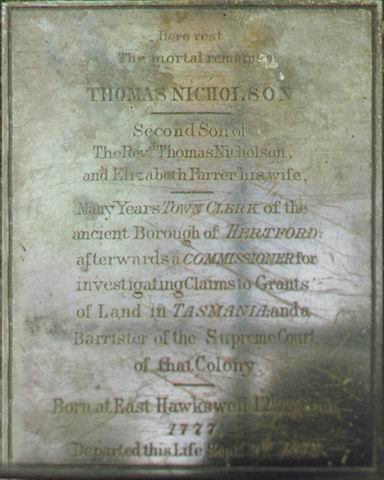 Here rest
The mortal remains of
THOMAS NICHOLSON
Second Son of
The Revd. Thomas Nicholson,
and Elizabeth Farrer his wife,
Many Years TOWN CLERK of the
ancient Borough of HERTFORD:
afterwards a COMMISSIONER for
investigating Claims to Grants
of Land in TASMANIA: and a
Barrister of the Supreme Court
of that Colony
Born at East Hawkswell 12th
1777
Departed this Life Septr.